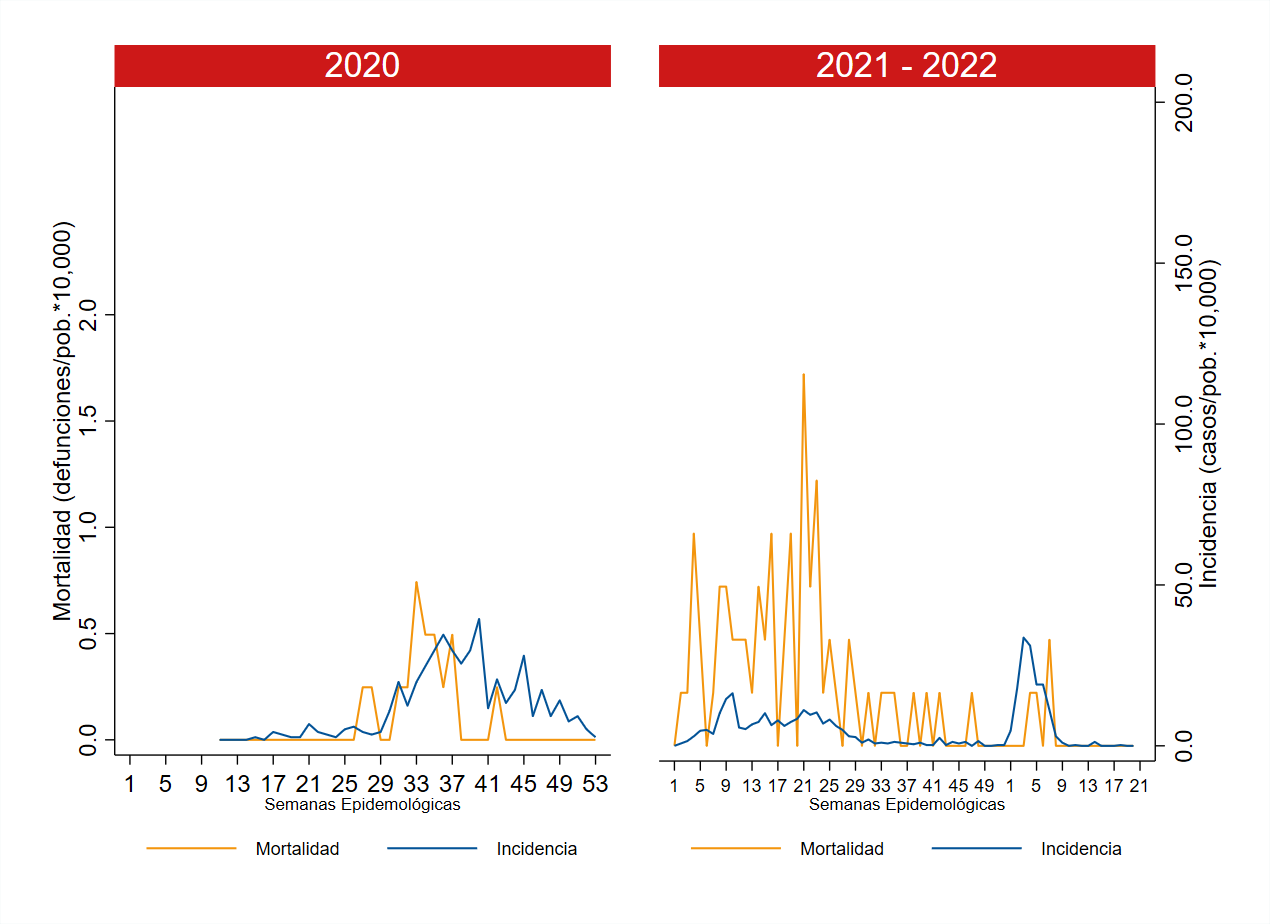 2020
2021 - 2022
Mortalidad (defunciones/pob.*10,000)
0.0 0.5 1.0 1.5 2.0
1 5 9 13 17 21 25 29 33 37 41 45 49 53
Semanas Epidemológicas
Mortalidad Incidencia
1 5 9 13 17 21 25 29 33 37 41 45 49 1 5 9 13 17 21
Semanas Epidemológicas
Mortalidad Incidencia
0.0 50.0 100.0 150.0 200.0
Incidencia (casos/pob.*10,000)